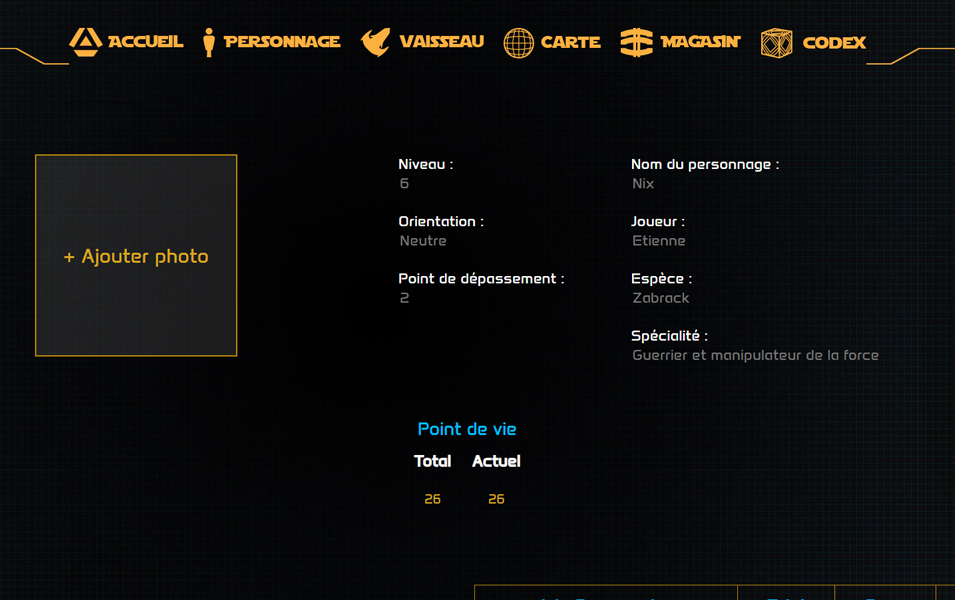 ACCUEIL PERSONNAGE VAISSEAU CARTE MAGASIN CODEX
+ Ajouter photo
Niveau :
6
Orientation :
Neutre
Point de dépassement :
2
Nom du personnage :
Nix
Joueur :
Etienne
Espèce :
Zabrack
Spécialité :
Guerrier et manipulateur de la force
Point de vie
Total Actuel
26 26